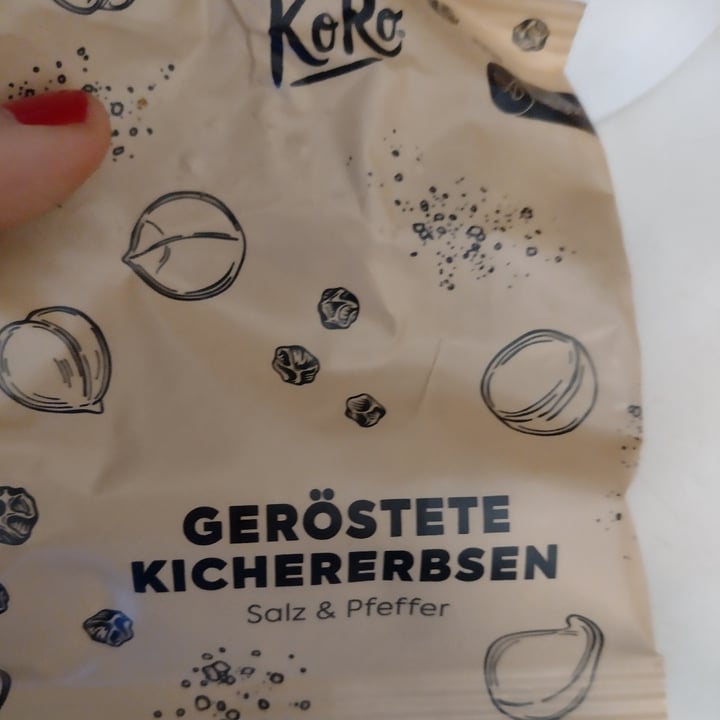 KoRo
GERÖSTETE
KICHERERBSEN
Salz & Pfeffer